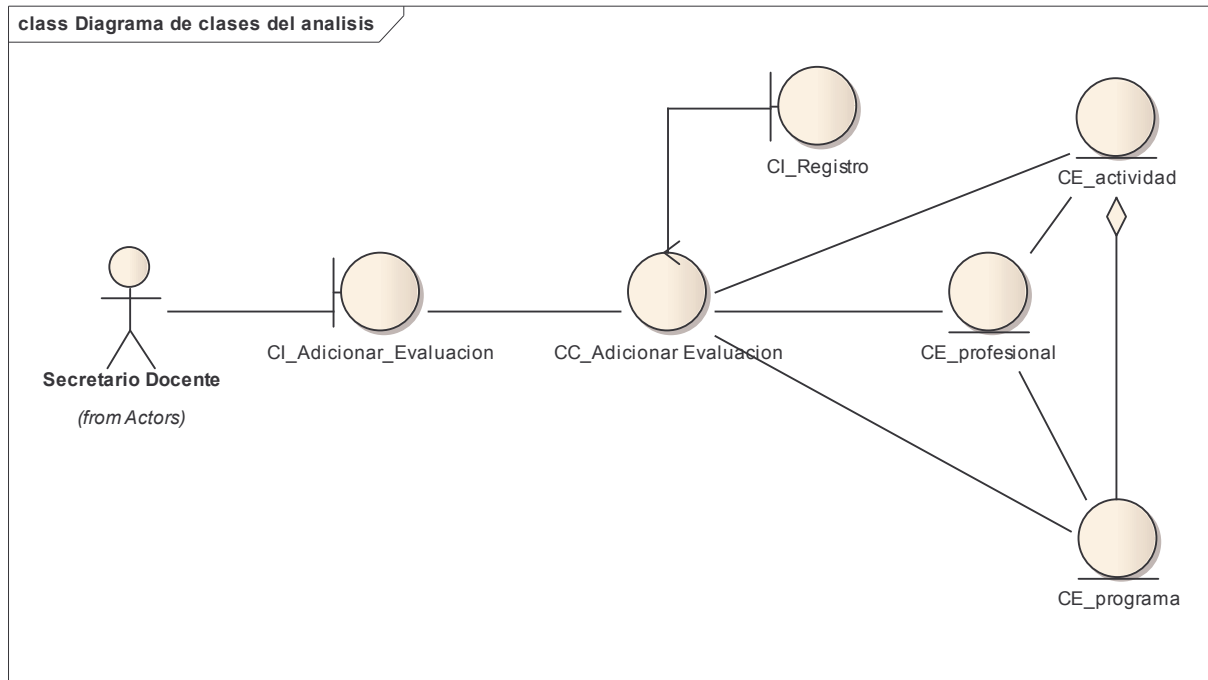 class Diagrama de clases del analisis
CI_Registro
CE_actividad
CI_Adicionar_Evaluacion
CC_Adicionar Evaluacion
CE_profesional
Secretario Docente
(from Actors)
CE_programa